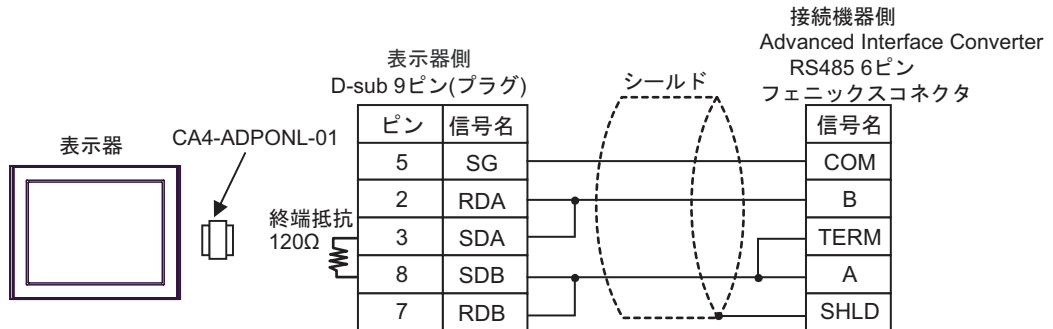 接続機器側
Advanced Interface Converter
RS485 6ピン
フェニックスコネクタ
表示器側
D-sub 9ピン(プラグ)
シールド
表示器
CA4-ADPONL-01
終端抵抗
120Ω
ピン 信号名
5 SG
2 RDA
3 SDA
8 SDB
7 RDB
信号名
COM
B
TERM
A
SHLD